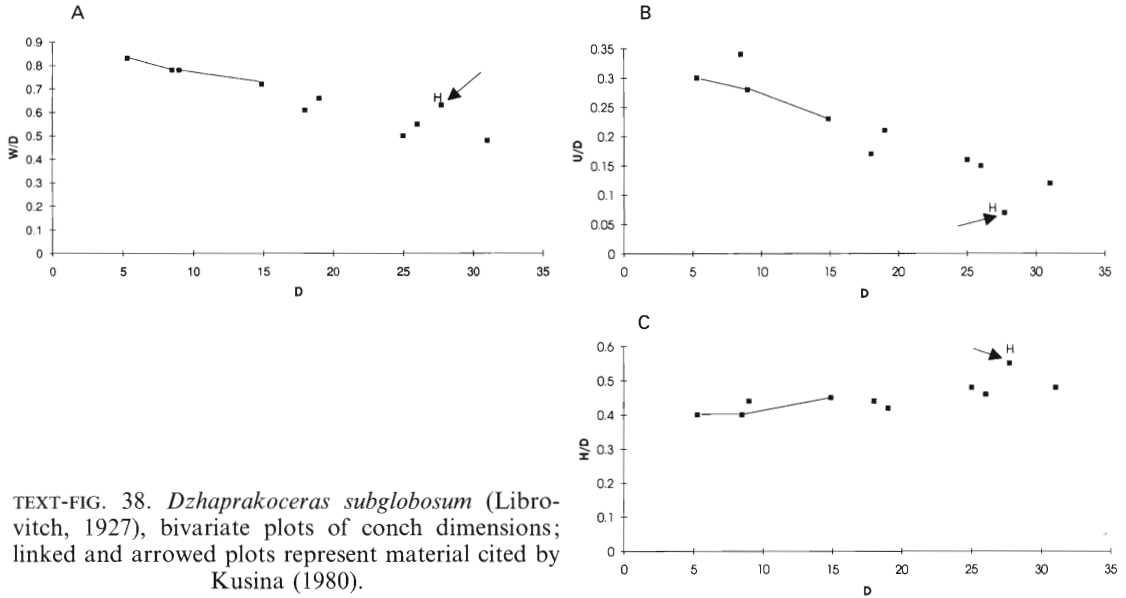 A
0.9
0.8
0.7
0.6
0.5
0.4
0.3
0.2
0.1
0
W/D
H
0 5 10 15 20 25 30 35
D
B
0.35
0.3
0.25
0.2
0.15
0.1
0.05
0
U/D
H
0 5 10 15 20 25 30 35
D
C
0.6
0.5
0.4
0.3
0.2
0.1
0
H/D
H
0 5 10 15 20 25 30 35
D
TEXT-FIG. 38. Dzhaprakoceras subglobosum (Libro-
vitch, 1927), bivariate plots of conch dimensions;
linked and arrowed plots represent material cited by
Kusina (1980).